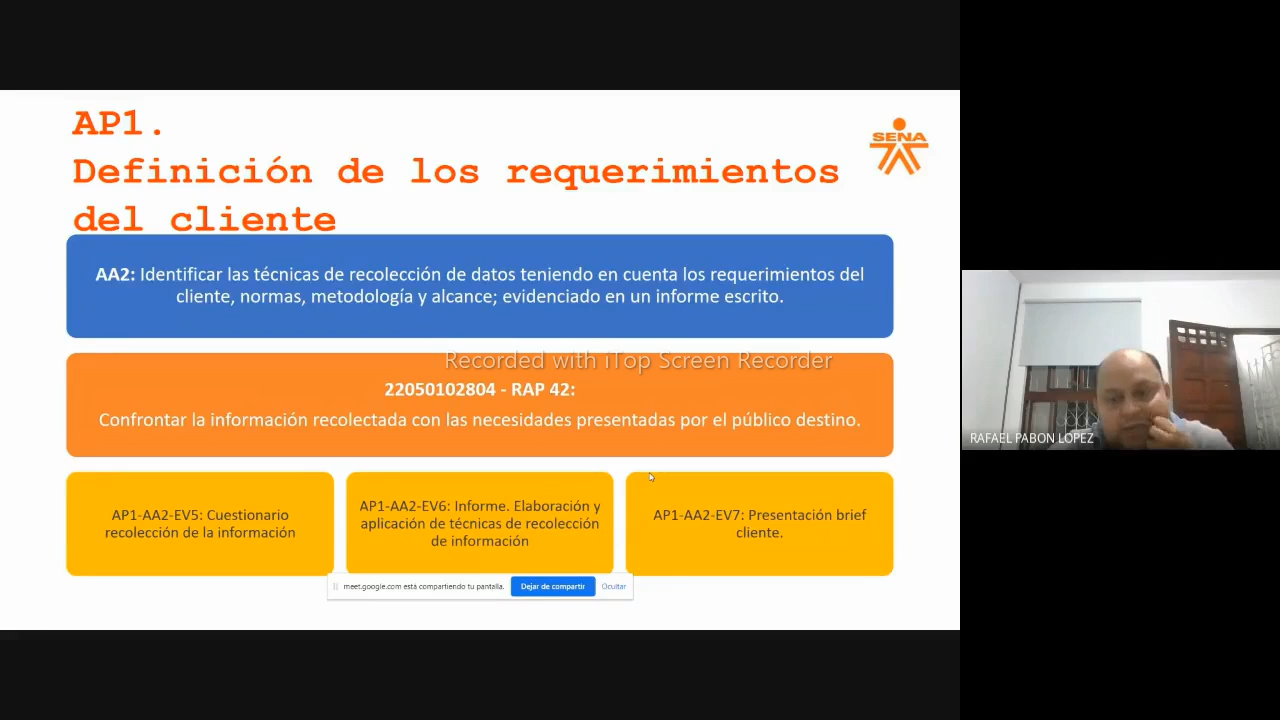 AP1.
Definición de los requerimientos
del cliente
SENA
AA2: Identificar las técnicas de recolección de datos teniendo en cuenta los requerimientos del
cliente, normas, metodología y alcance; evidenciado en un informe escrito.
Recorded with iTop Screen Recorder
22050102804 - RAP 42:
Confrontar la información recolectada con las necesidades presentadas por el público destino.
AP1-AA2-EV5: Cuestionario
recolección de la información
AP1-AA2-EV6: Informe. Elaboración y
aplicación de técnicas de recolección
de información
AP1-AA2-EV7: Presentación brief
cliente.
meet.google.com está compartiendo tu pantalla.
Dejar de compartir
Ocultar
RAFAEL PABON LOPEZ